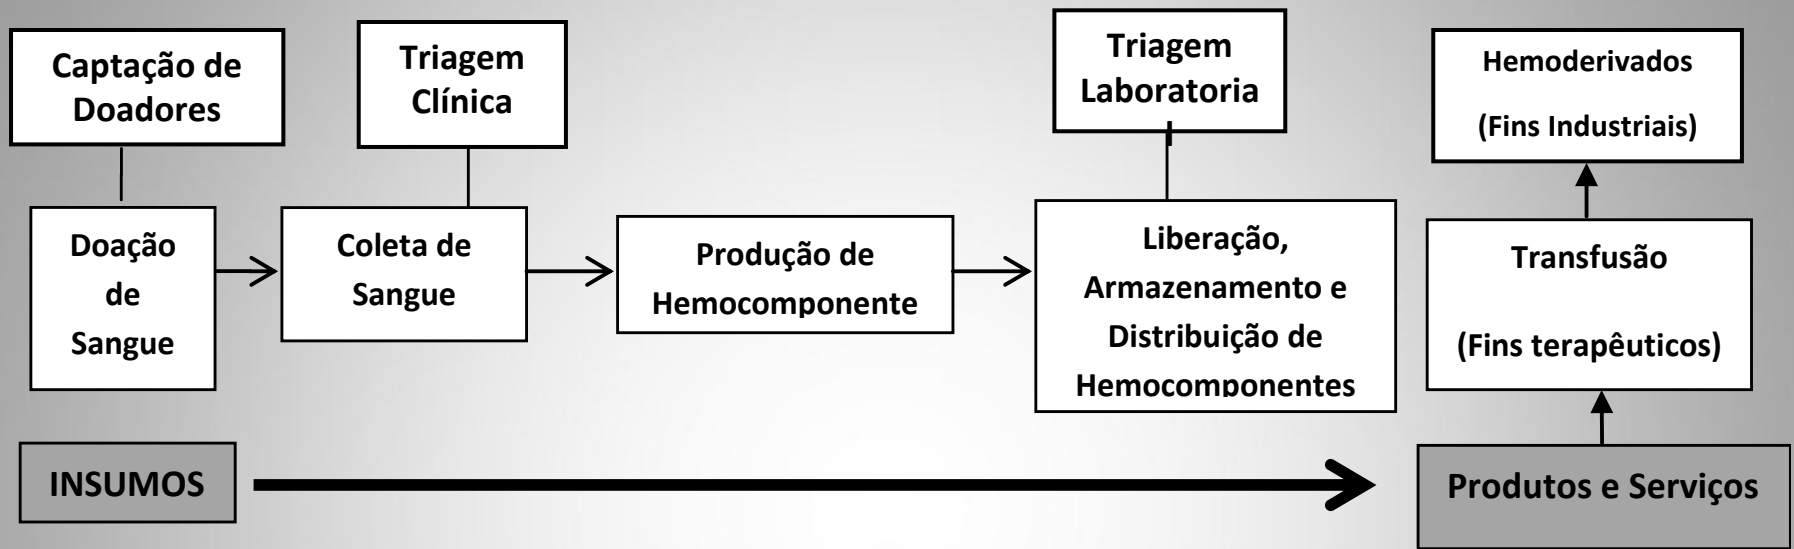 Captação de
Doadores
Triagem
Clínica
Triagem
Laboratoria
Hemoderivados
(Fins Industriais)
Doação
de
Sangue
Coleta de
Sangue
Produção de
Hemocomponente
Liberação,
Armazenamento e
Distribuição de
Hemocomponentes
Transfusão
(Fins terapêuticos)
INSUMOS
Produtos e Serviços